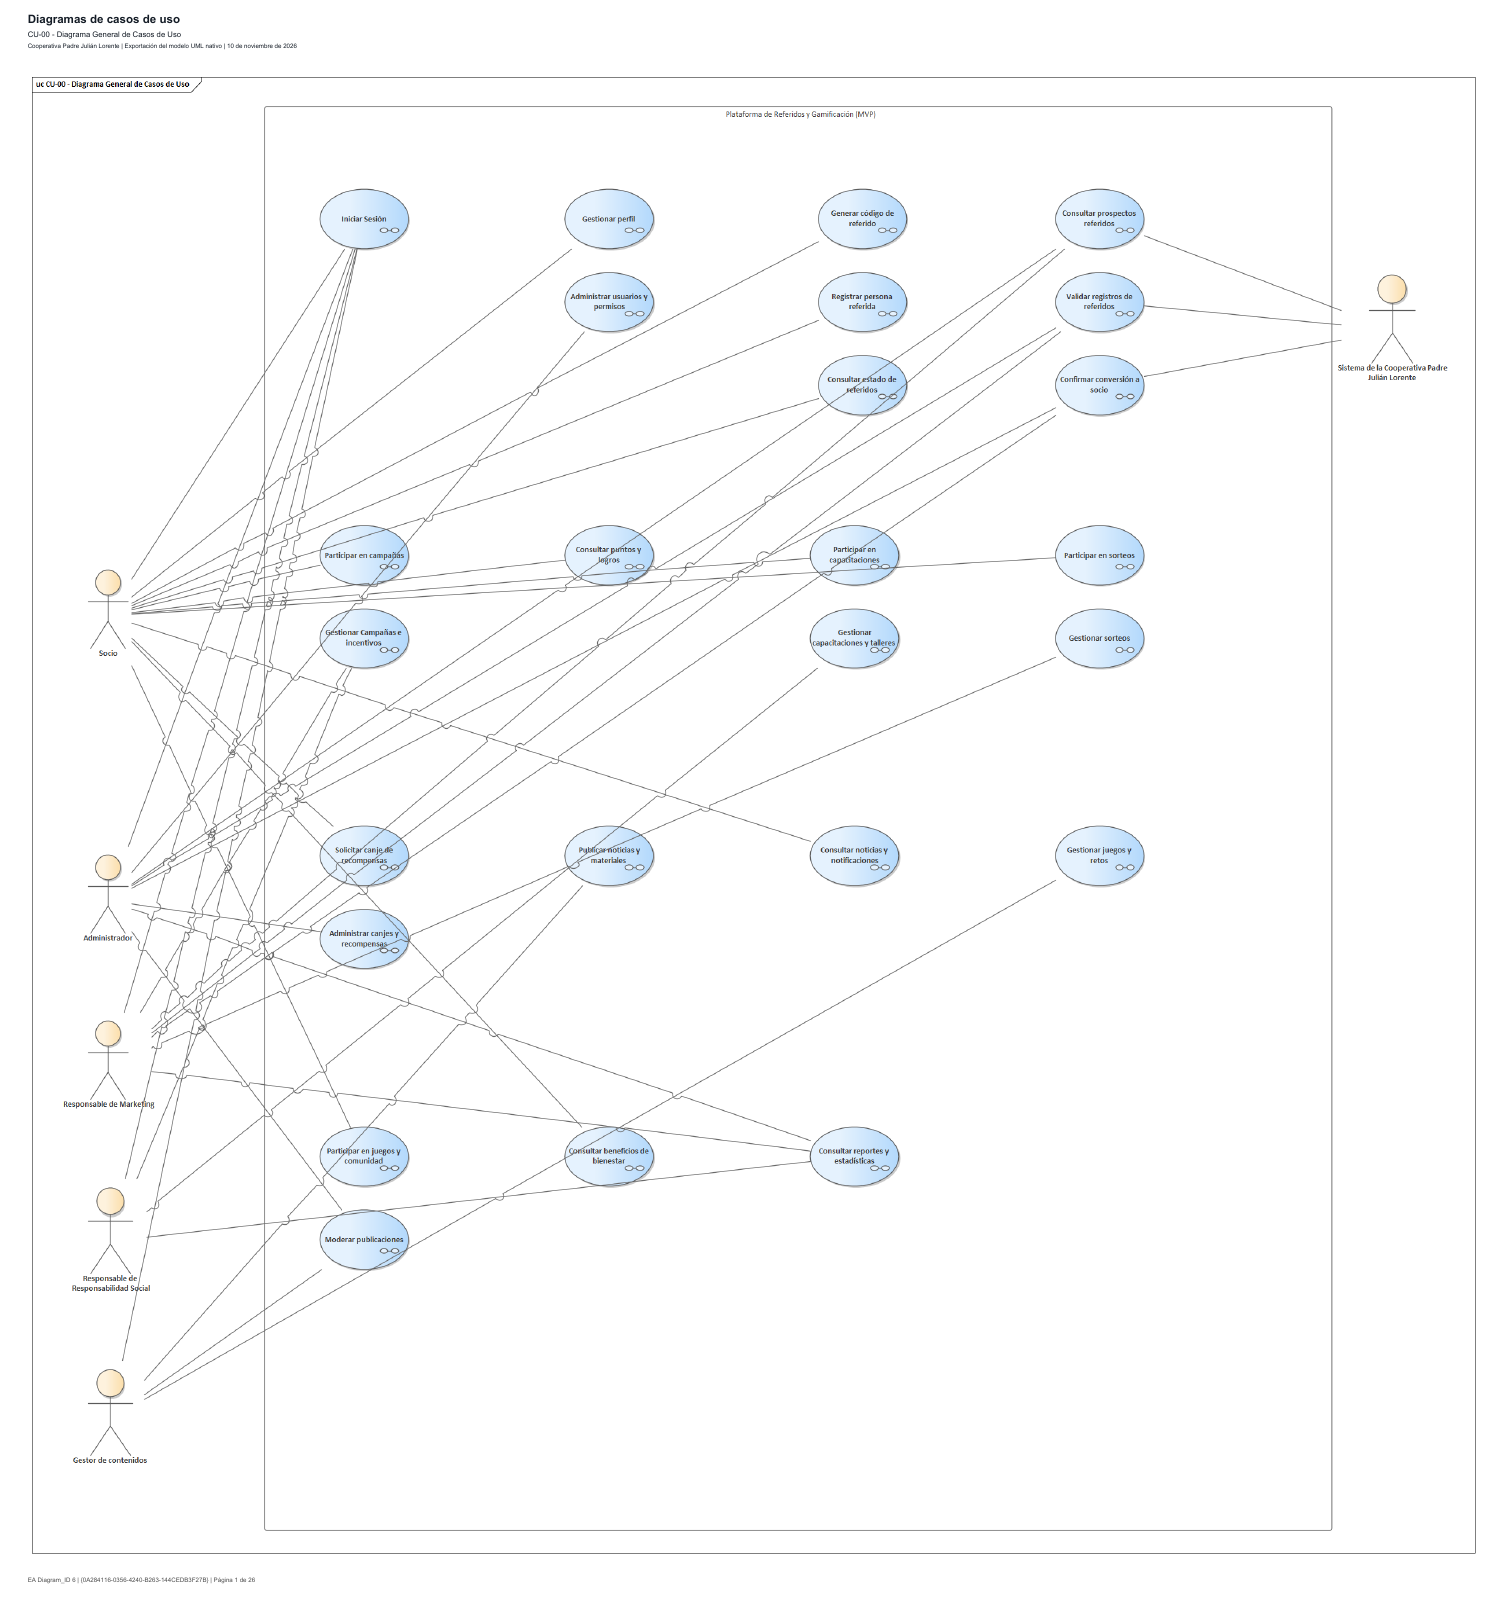 Diagramas de casos de uso
CU-00 - Diagrama General de Casos de Uso
Cooperativa Padre Julián Lorente | Exportación del modelo UML nativo | 10 de noviembre de 2026
uc CU-00 - Diagrama General de Casos de Uso
Plataforma de Referidos y Gamificación (MVP)
Iniciar Sesión
Gestionar perfil
Generar código de
referido
Consultar prospectos
referidos
Administrar usuarios y
permisos
Registrar persona
referida
Validar registros de
referidos
Sistema de la Cooperativa Padre
Julián Lorente
Consultar estado de
referidos
Confirmar conversión a
socio
Participar en campañas
Consultar puntos y
logros
Participar en
capacitaciones
Participar en sorteos
Socio
Gestionar Campañas e
incentivos
Gestionar
capacitaciones y talleres
Gestionar sorteos
Solicitar canje de
recompensas
Publicar noticias y
materiales
Consultar noticias y
notificaciones
Gestionar juegos y
retos
Administrador
Administrar canjes y
recompensas
Responsable de Marketing
Participar en juegos y
comunidad
Consultar beneficios de
bienestar
Consultar reportes y
estadísticas
Responsable de
Responsabilidad Social
Moderar publicaciones
Gestor de contenidos
EA Diagram_ID 6 | {0A284116-0356-4240-B263-144CEDB3F27B} | Página 1 de 26